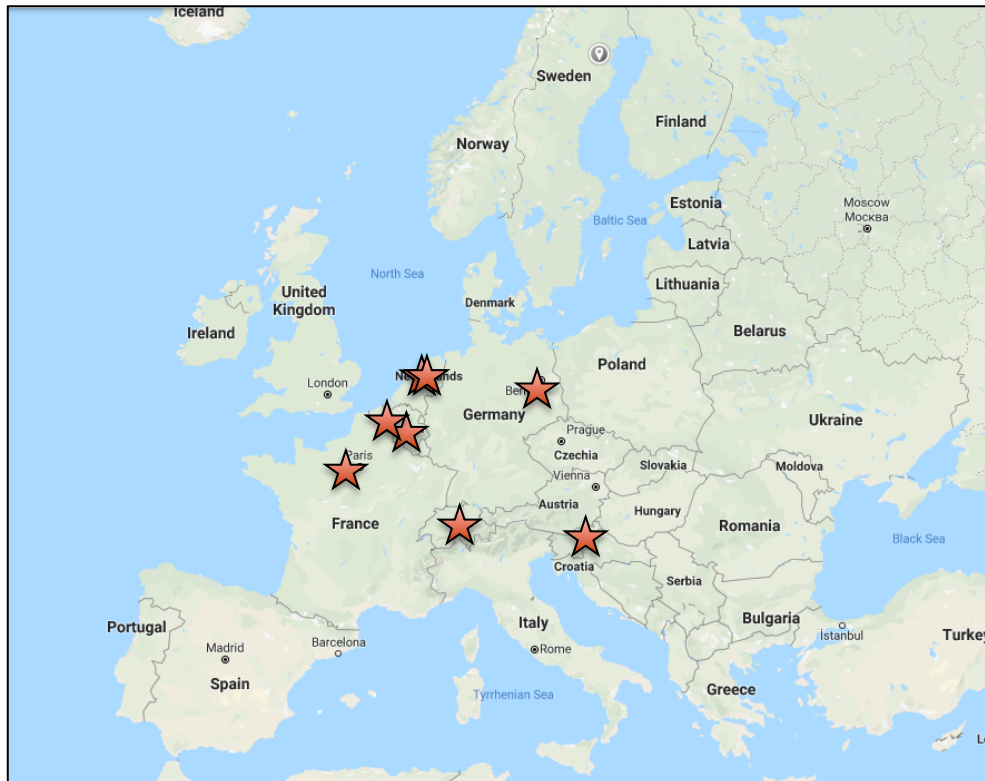 Iceland
Sweden
Finland
Norway
Estonia
Moscow
Москва
Baltic Sea
Latvia
North Sea
Lithuania
United
Kingdom
Denmark
Ireland
Belarus
Poland
London
Germany
Ukraine
Prague
Czechia
Paris
Slovakia
Moldova
Vienna
Austria
Hungary
France
Romania
Black Sea
Croatia
Serbia
Bulgaria
Portugal
Italy
İstanbul
Turkey
Barcelona
Madrid
Rome
Spain
Tyrrhenian Sea
Greece